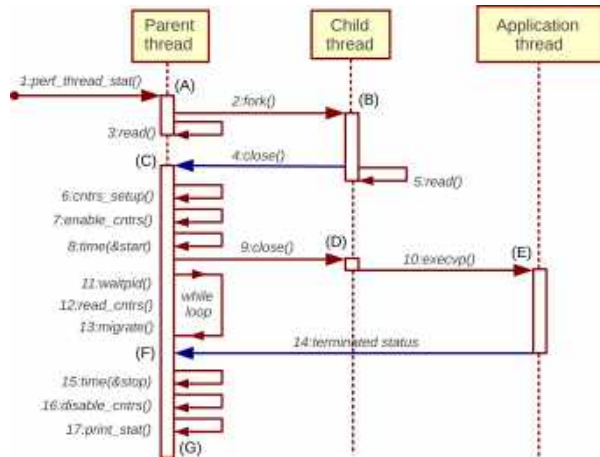 Parent thread
Child thread
Application thread
1:perf_thread_stat()
(A)
2:fork()
(B)
3:read()
(C)
4:close()
5:read()
6:cntrs_setup()
7:enable_cntrs()
8:time(&start)
9:close()
(D)
10:execvp()
(E)
11:waitpid()
12:read_cntrs()
13:migrate()
while loop
(F)
14:terminated status
15:time(&stop)
16:disable_cntrs()
17:print_stat()
(G)